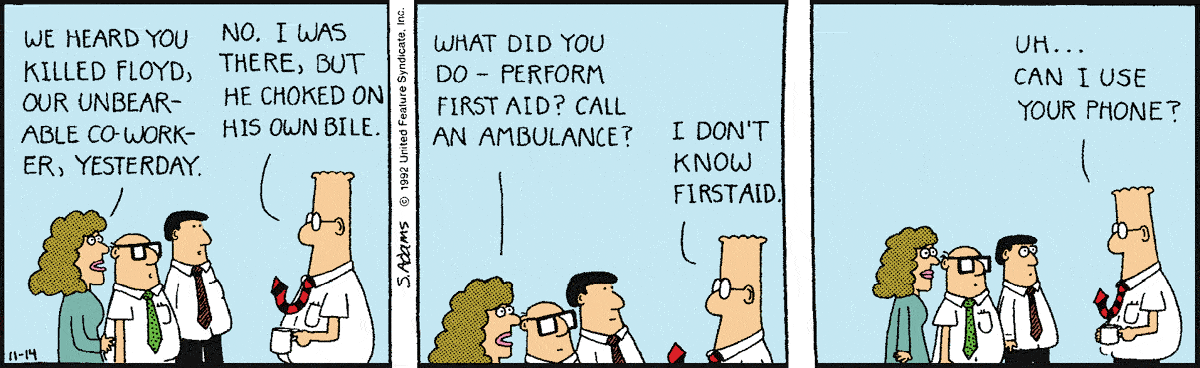 WE HEARD YOU
KILLED FLOYD,
OUR UNBEAR-
ABLE CO-WORK-
ER, YESTERDAY.
NO. I WAS
THERE, BUT
HE CHOKED ON
HIS OWN BILE.
11-14
S. Adams © 1992 United Feature Syndicate, Inc.
WHAT DID YOU
DO - PERFORM
FIRST AID? CALL
AN AMBULANCE?
I DON'T
KNOW
FIRST AID.
UH...
CAN I USE
YOUR PHONE?